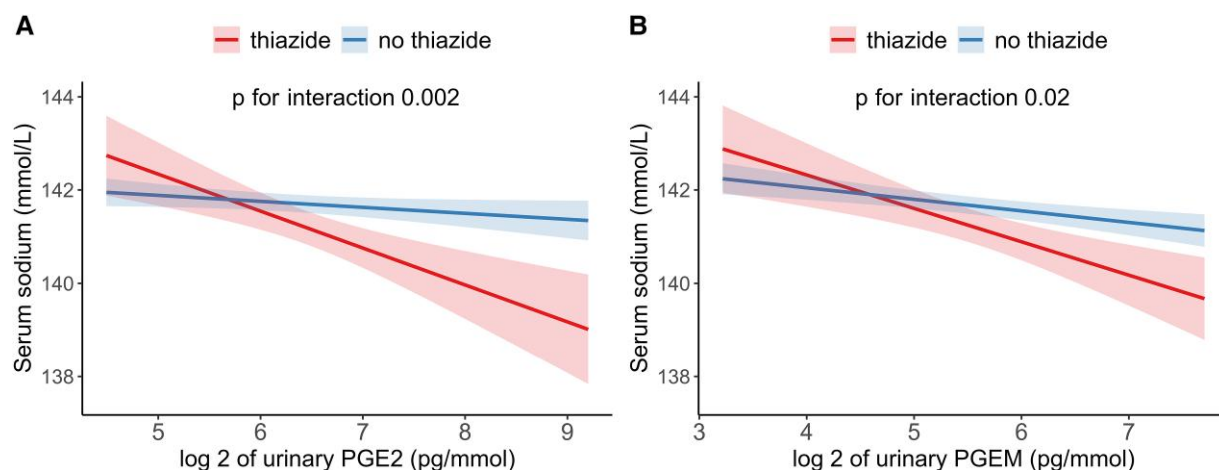 A
thiazide no thiazide
p for interaction 0.002
Serum sodium (mmol/L)
144
142
140
138
5 6 7 8 9
log 2 of urinary PGE2 (pg/mmol)
B
thiazide no thiazide
p for interaction 0.02
Serum sodium (mmol/L)
144
142
140
138
3 4 5 6 7
log 2 of urinary PGEM (pg/mmol)